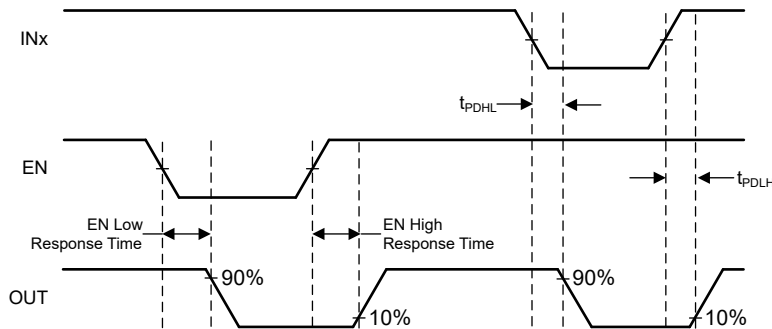 INx
tPDHL
EN
tPDLH
EN Low
Response Time
EN High
Response Time
90%
90%
OUT
10%
10%